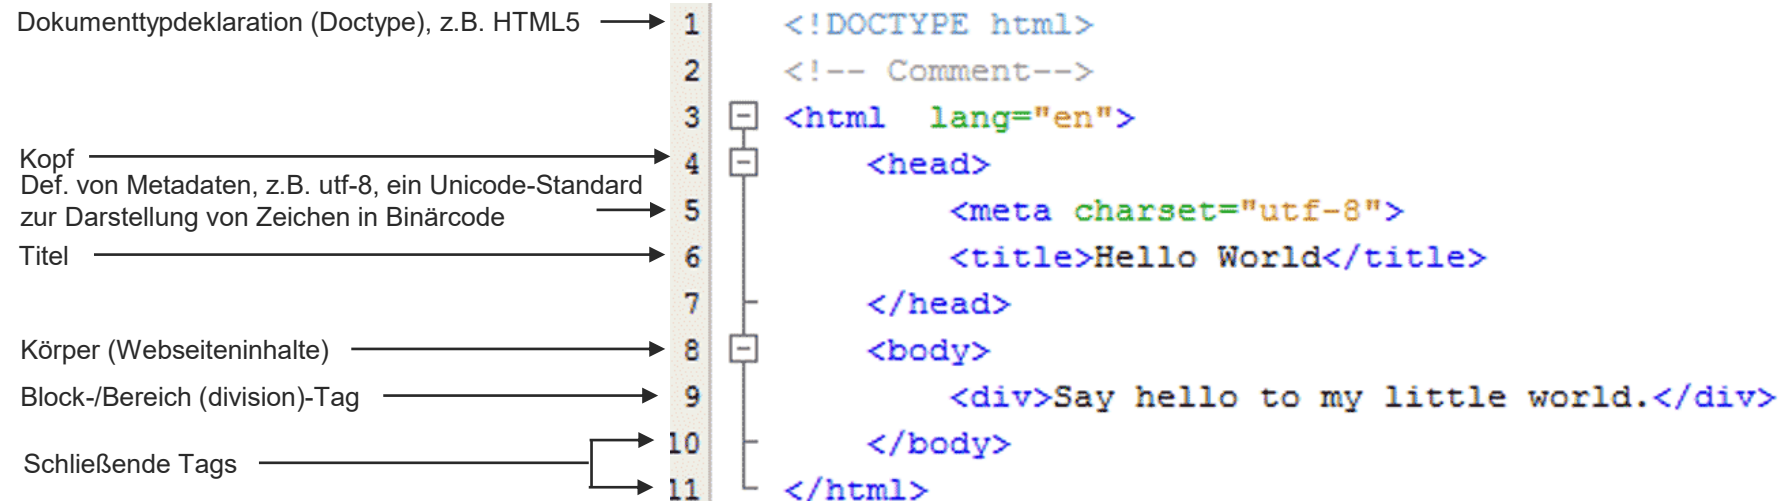 Dokumenttypdeklaration (Doctype), z.B. HTML5 1 <!DOCTYPE html>
2 <!-- Comment-->
3 <html  lang="en">
Kopf 4 <head>
Def. von Metadaten, z.B. utf-8, ein Unicode-Standard
zur Darstellung von Zeichen in Binärcode 5 <meta charset="utf-8">
Titel 6 <title>Hello World</title>
7 </head>
Körper (Webseiteninhalte) 8 <body>
Block-/Bereich (division)-Tag 9 <div>Say hello to my little world.</div>
10 </body>
Schließende Tags
11 </html>